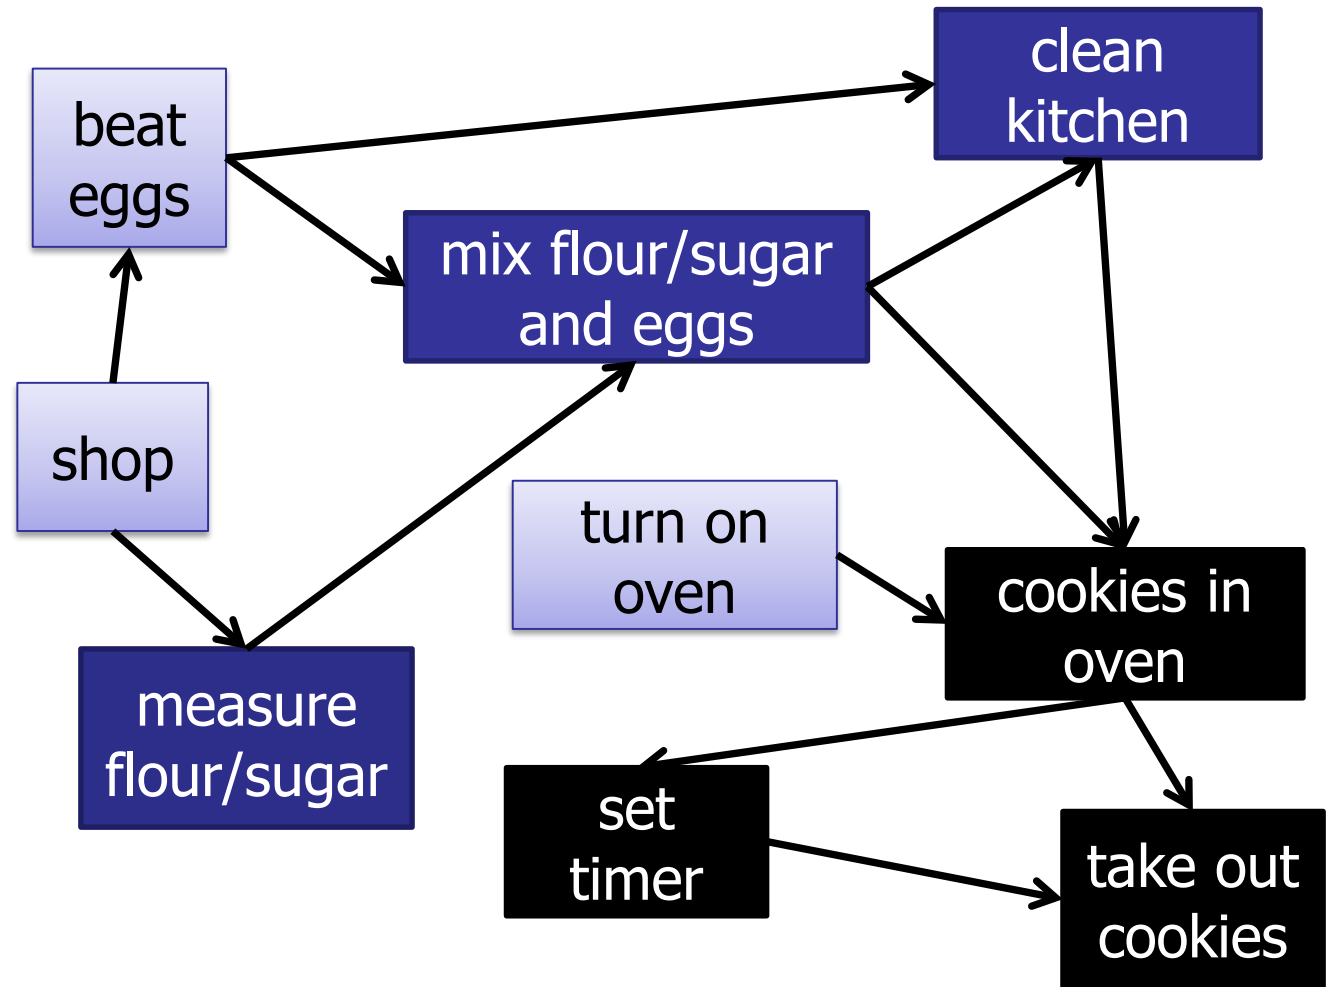 clean
kitchen
beat
eggs
mix flour/sugar
and eggs
shop
turn on
oven
cookies in
oven
measure
flour/sugar
set
timer
take out
cookies